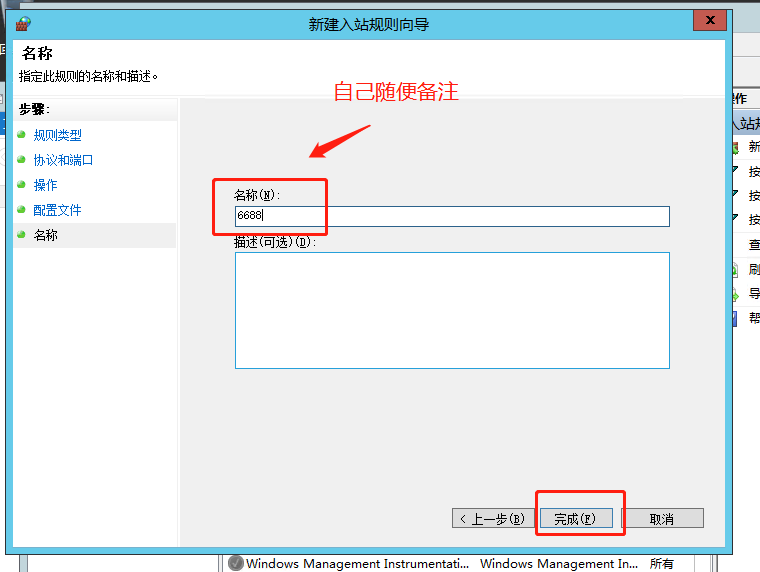 新建入站规则向导
名称
指定此规则的名称和描述。
步骤:
规则类型
协议和端口
操作
配置文件
名称
自己随便备注
名称(N):
6688
描述(可选)(D):
< 上一步(B)
完成(F)
取消
作
入站规
新
按
按
按
查
刷
导
帮
Windows Management Instrumentati... Windows Management In... 所有